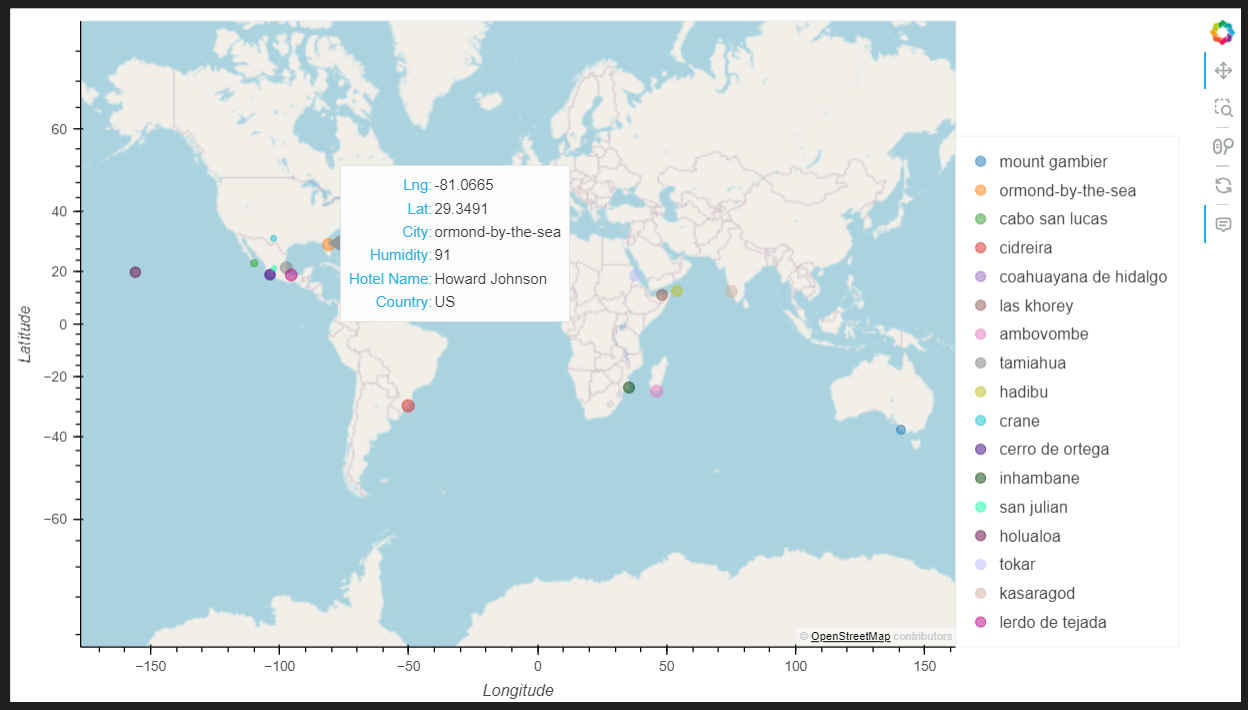 60
40
20
0
−20
−40
−60
Latitude
−150
−100
−50
0
50
100
150
Longitude
Lng: -81.0665
Lat: 29.3491
City: ormond-by-the-sea
Humidity: 91
Hotel Name: Howard Johnson
Country: US
© OpenStreetMap contributors
mount gambier
ormond-by-the-sea
cabo san lucas
cidreira
coahuayana de hidalgo
las khorey
ambovombe
tamiahua
hadibu
crane
cerro de ortega
inhambane
san julian
holualoa
tokar
kasaragod
lerdo de tejada